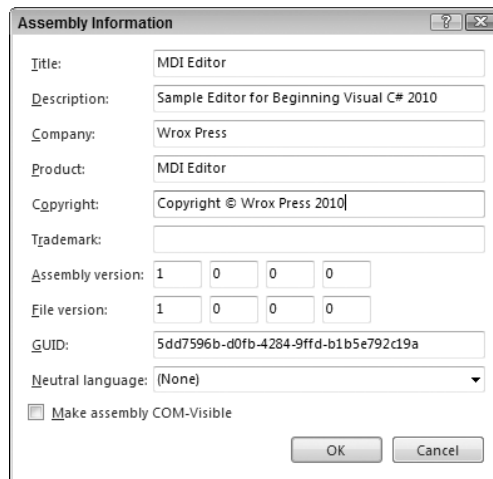 Assembly Information
Title: MDI Editor
Description: Sample Editor for Beginning Visual C# 2010
Company: Wrox Press
Product: MDI Editor
Copyright: Copyright © Wrox Press 2010
Trademark:
Assembly version: 1 0 0 0
File version: 1 0 0 0
GUID: 5dd7596b-d0fb-4284-9ffd-b1b5e792c19a
Neutral language: (None)
Make assembly COM-Visible
OK Cancel